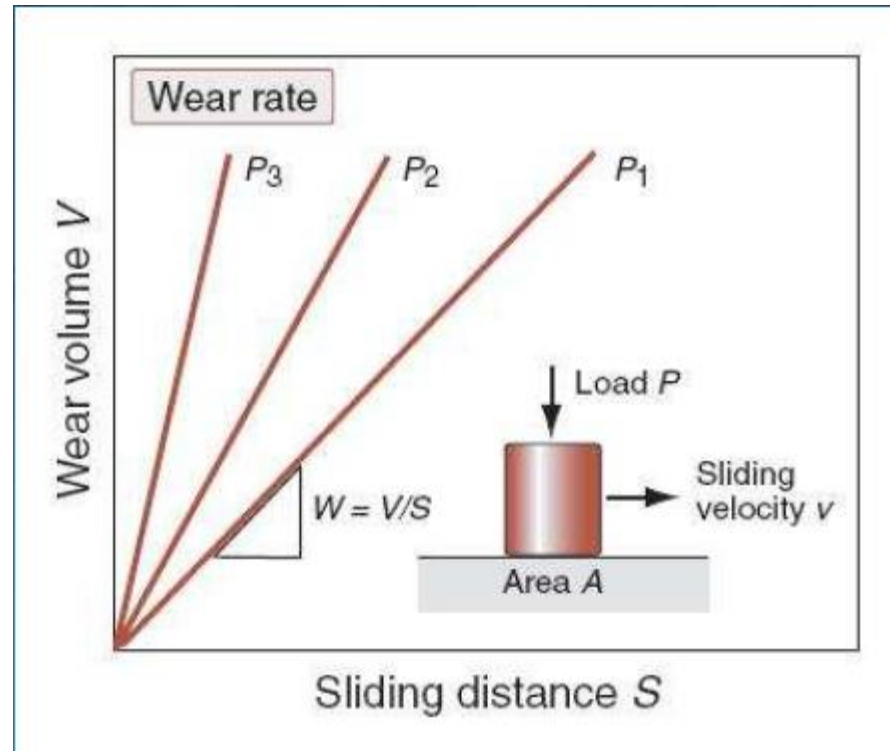 Wear rate
P3
P2
P1
Wear volume V
W = V/S
Load P
Sliding
velocity v
Area A
Sliding distance S